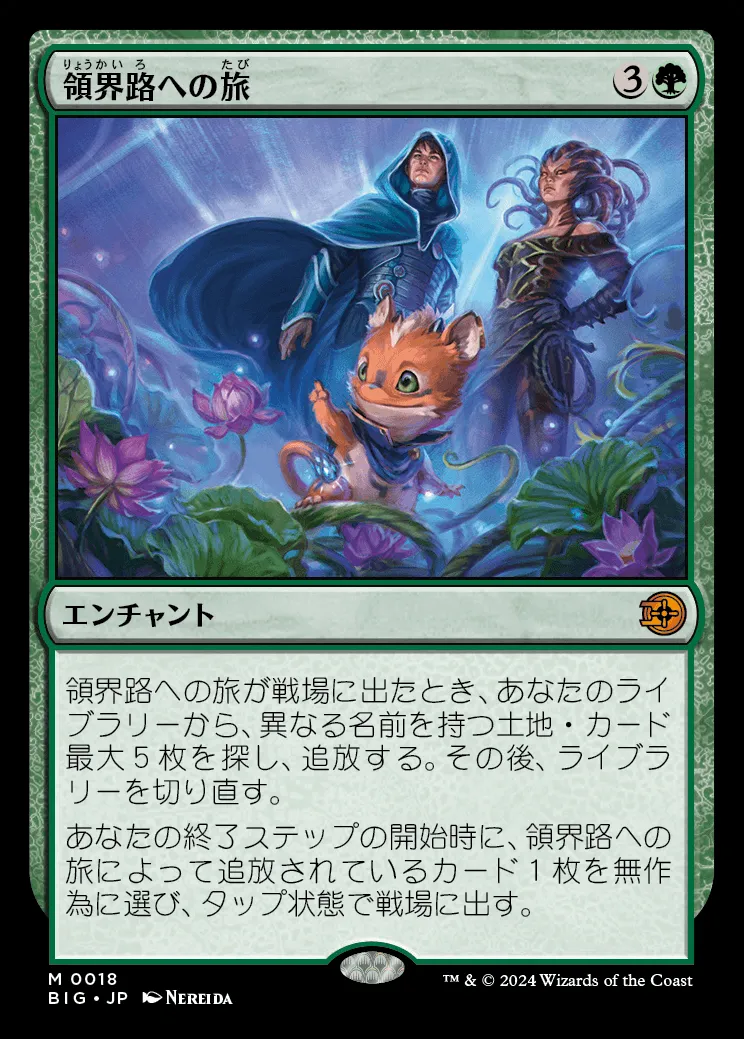 りょうかいろ たび
領界路への旅 3
エンチャント
領界路への旅が戦場に出たとき、あなたのライ
ブラリーから、異なる名前を持つ土地・カード
最大5枚を探し、追放する。その後、ライブラ
リーを切り直す。
あなたの終了ステップの開始時に、領界路への
旅によって追放されているカード1枚を無作
為に選び、タップ状態で戦場に出す。
M 0018
BIG • JP NEREIDA
™ & © 2024 Wizards of the Coast